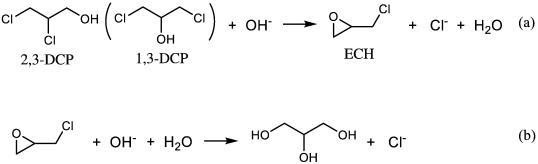 Cl OH Cl Cl Cl
Cl OH + OH⁻ O + Cl⁻ + H₂O (a)
2,3-DCP 1,3-DCP ECH
O Cl + OH⁻ + H₂O HO OH OH + Cl⁻ (b)